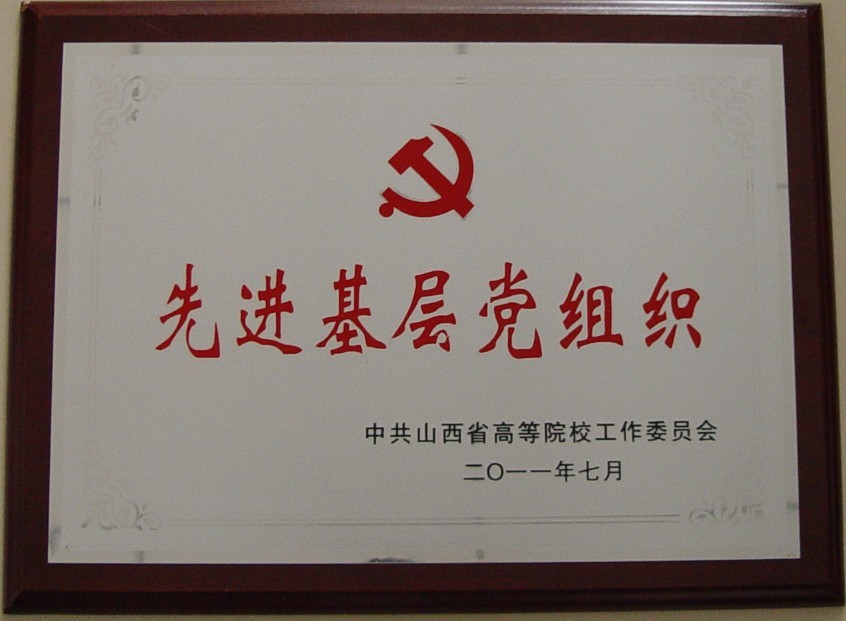 先进基层党组织
中共山西省高等院校工作委员会
二〇一一年七月